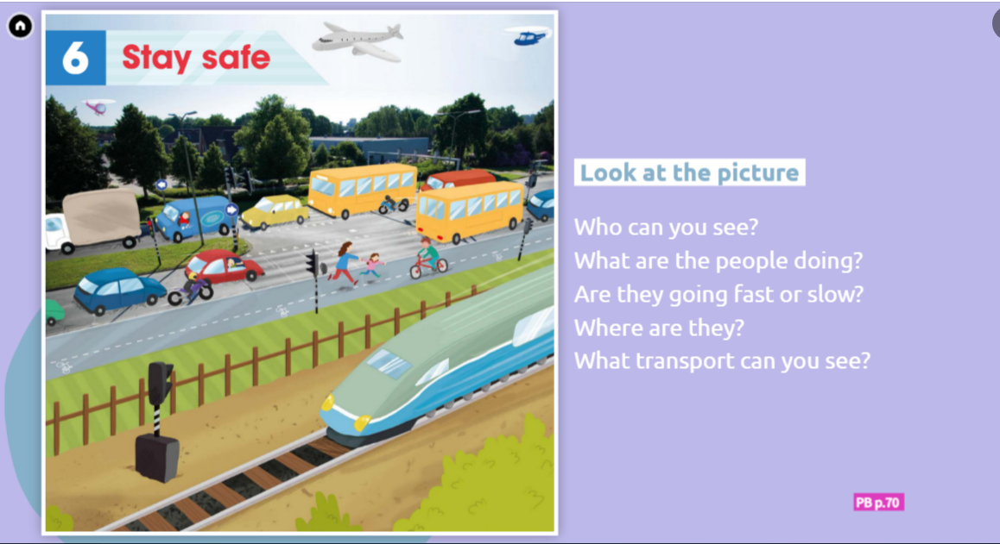 6 Stay safe
Look at the picture
Who can you see?
What are the people doing?
Are they going fast or slow?
Where are they?
What transport can you see?
PB p.70